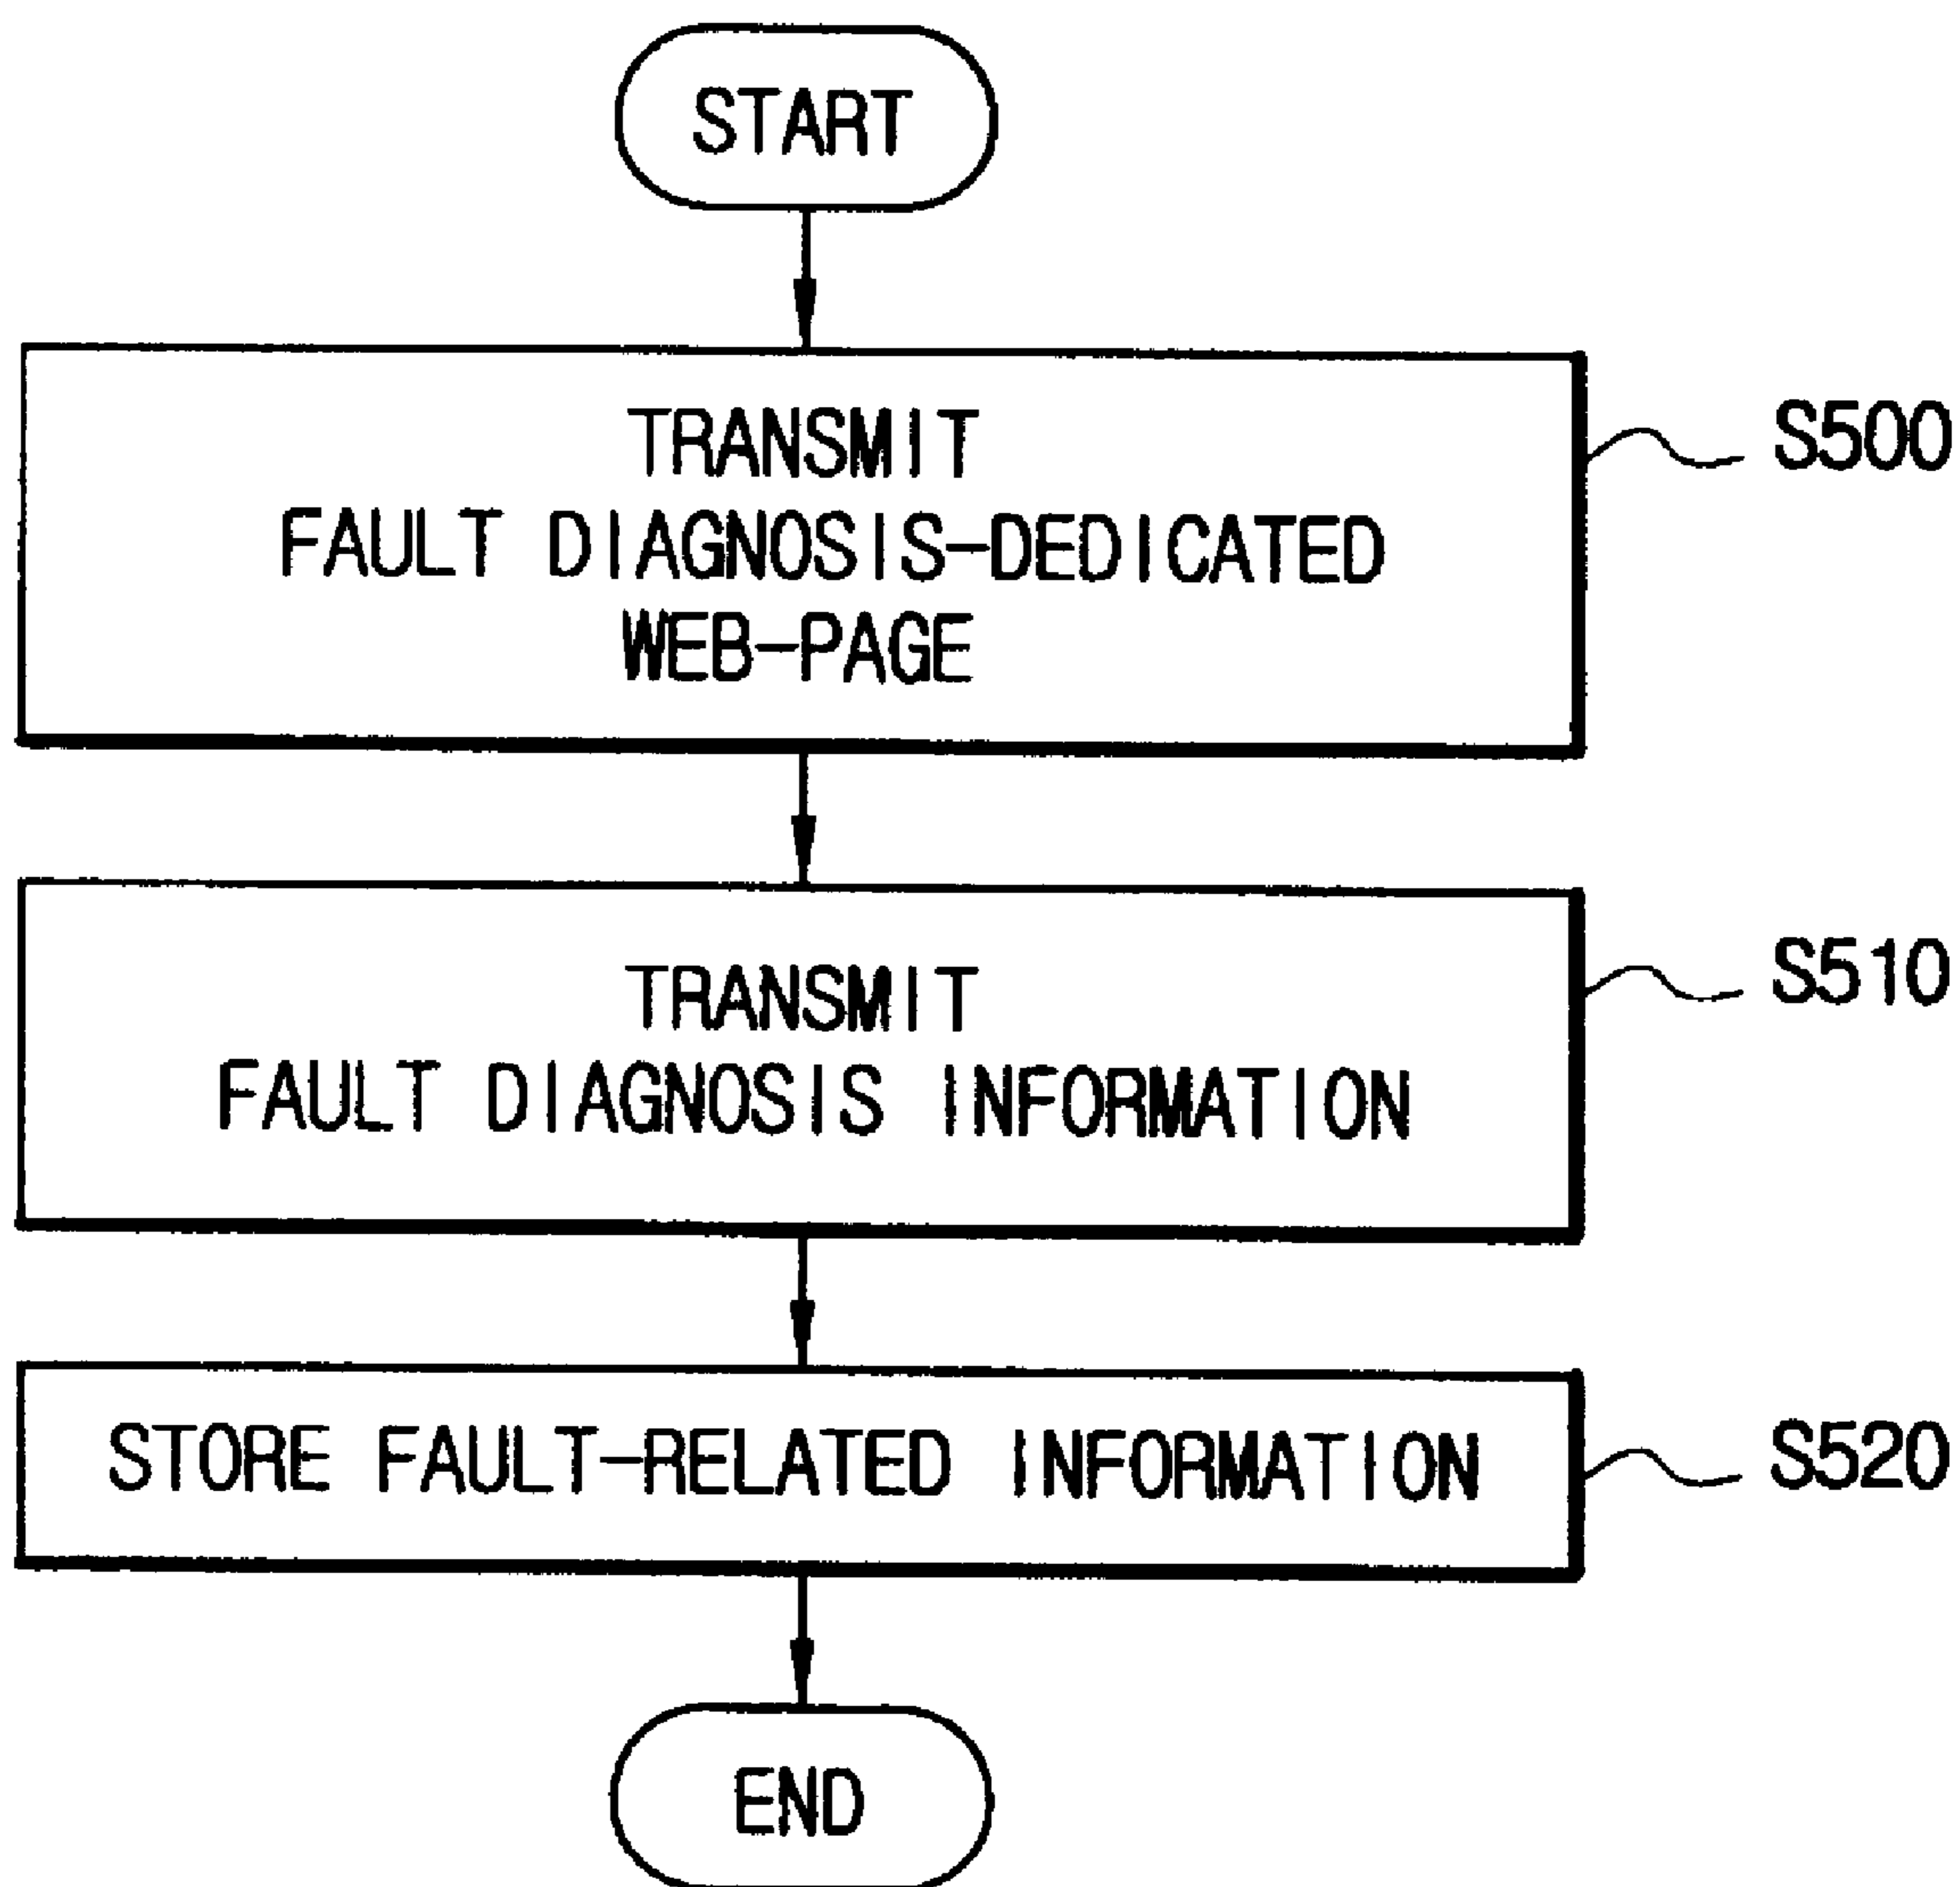 START
TRANSMIT
FAULT DIAGNOSIS-DEDICATED
WEB-PAGE
S500
TRANSMIT
FAULT DIAGNOSIS INFORMATION
S510
STORE FAULT-RELATED INFORMATION
S520
END